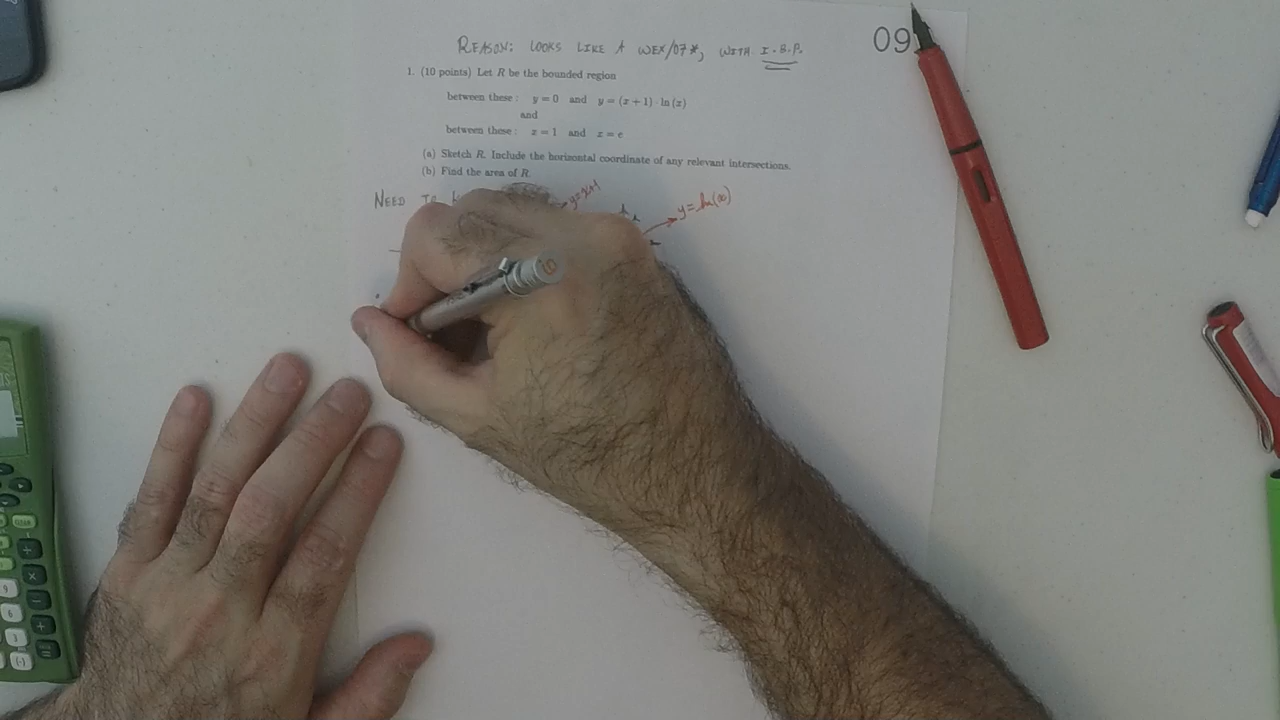 REASON: LOOKS LIKE A WEX/07*, WITH I.B.P.
09
1. (10 points) Let R be the bounded region
between these : y = 0 and y = (x + 1) · ln (x)
and
between these : x = 1 and x = e
(a) Sketch R. Include the horizontal coordinate of any relevant intersections.
(b) Find the area of R.
NEED TO
y=x+1
y=ln(x)